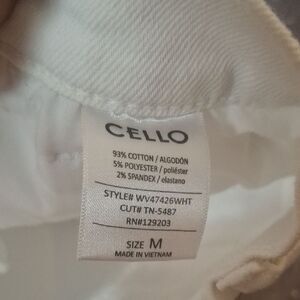 CELLO
93% COTTON / ALGODÓN
5% POLYESTER / poliéster
2% SPANDEX / elastano
STYLE# WV47426WHT
CUT# TN-5487
RN#129203
SIZE M
MADE IN VIETNAM